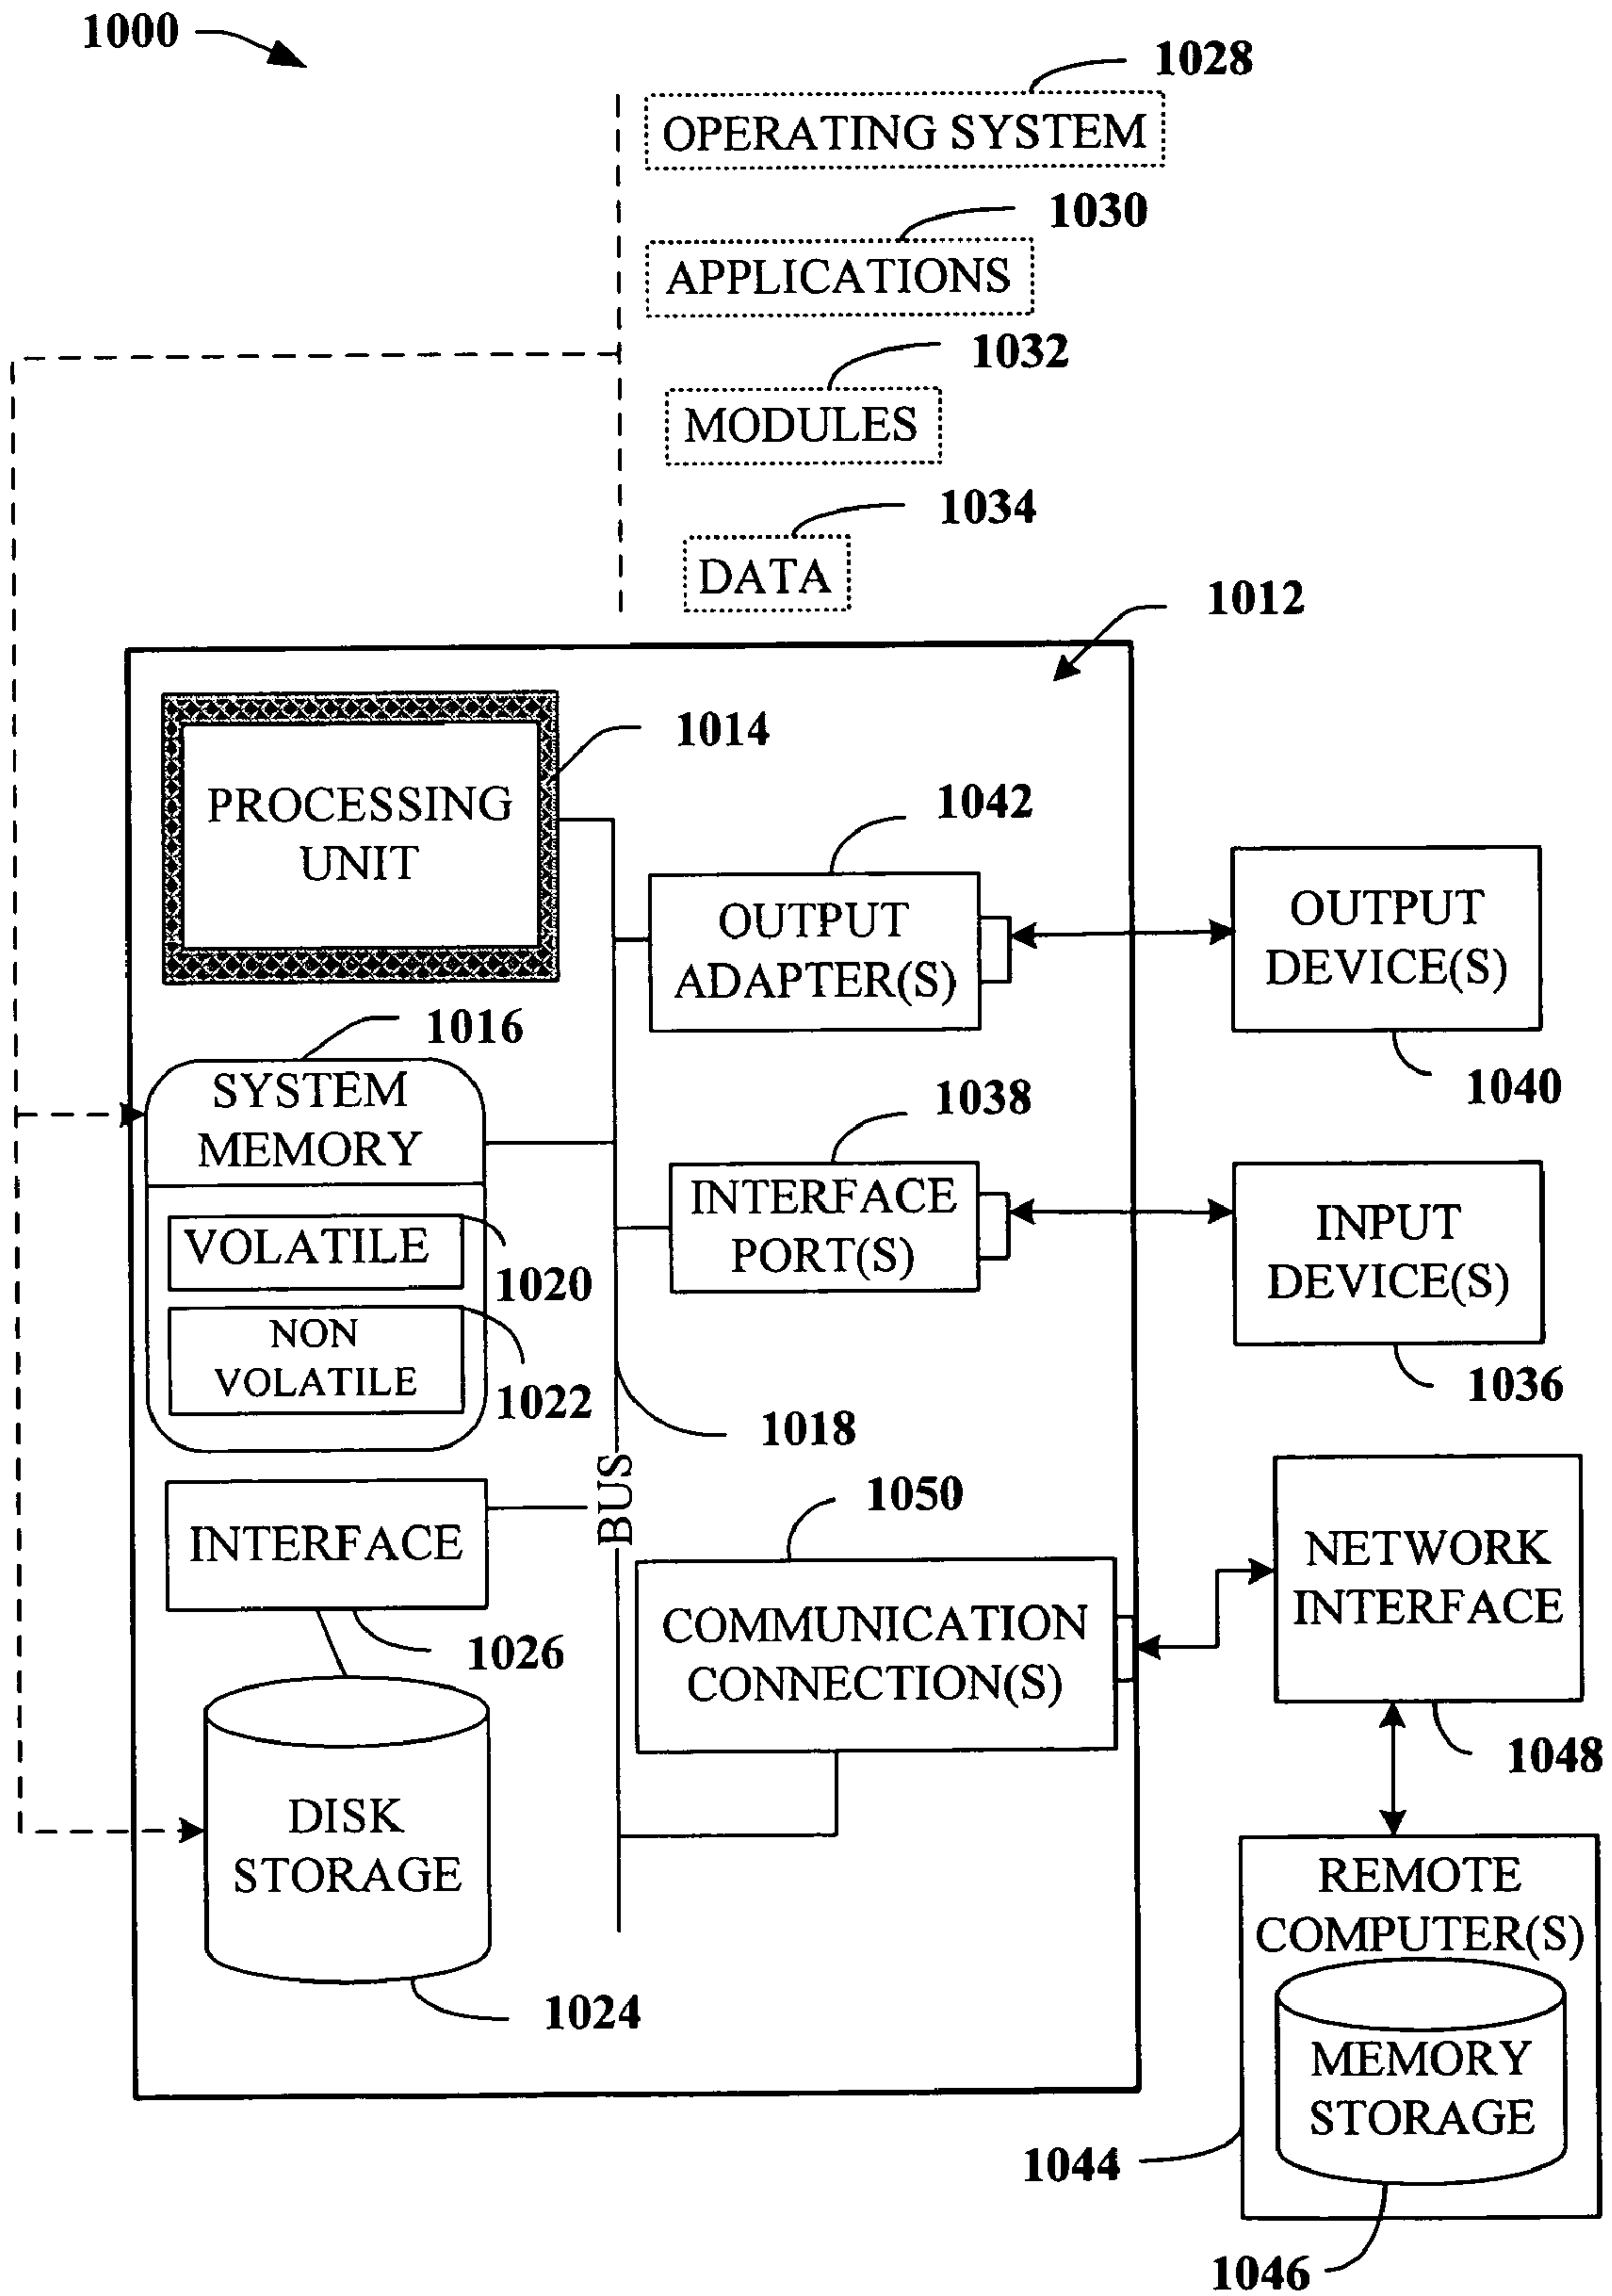 1000
1028
OPERATING SYSTEM
1030
APPLICATIONS
1032
MODULES
1034
DATA
1012
1014
PROCESSING
UNIT
1042
OUTPUT
ADAPTER(S)
OUTPUT
DEVICE(S)
1040
1016
SYSTEM
MEMORY
VOLATILE
1020
NON
VOLATILE
1022
1038
INTERFACE
PORT(S)
INPUT
DEVICE(S)
1036
1018
BUS
INTERFACE
1026
1050
COMMUNICATION
CONNECTION(S)
NETWORK
INTERFACE
1048
DISK
STORAGE
1024
REMOTE
COMPUTER(S)
MEMORY
STORAGE
1044
1046